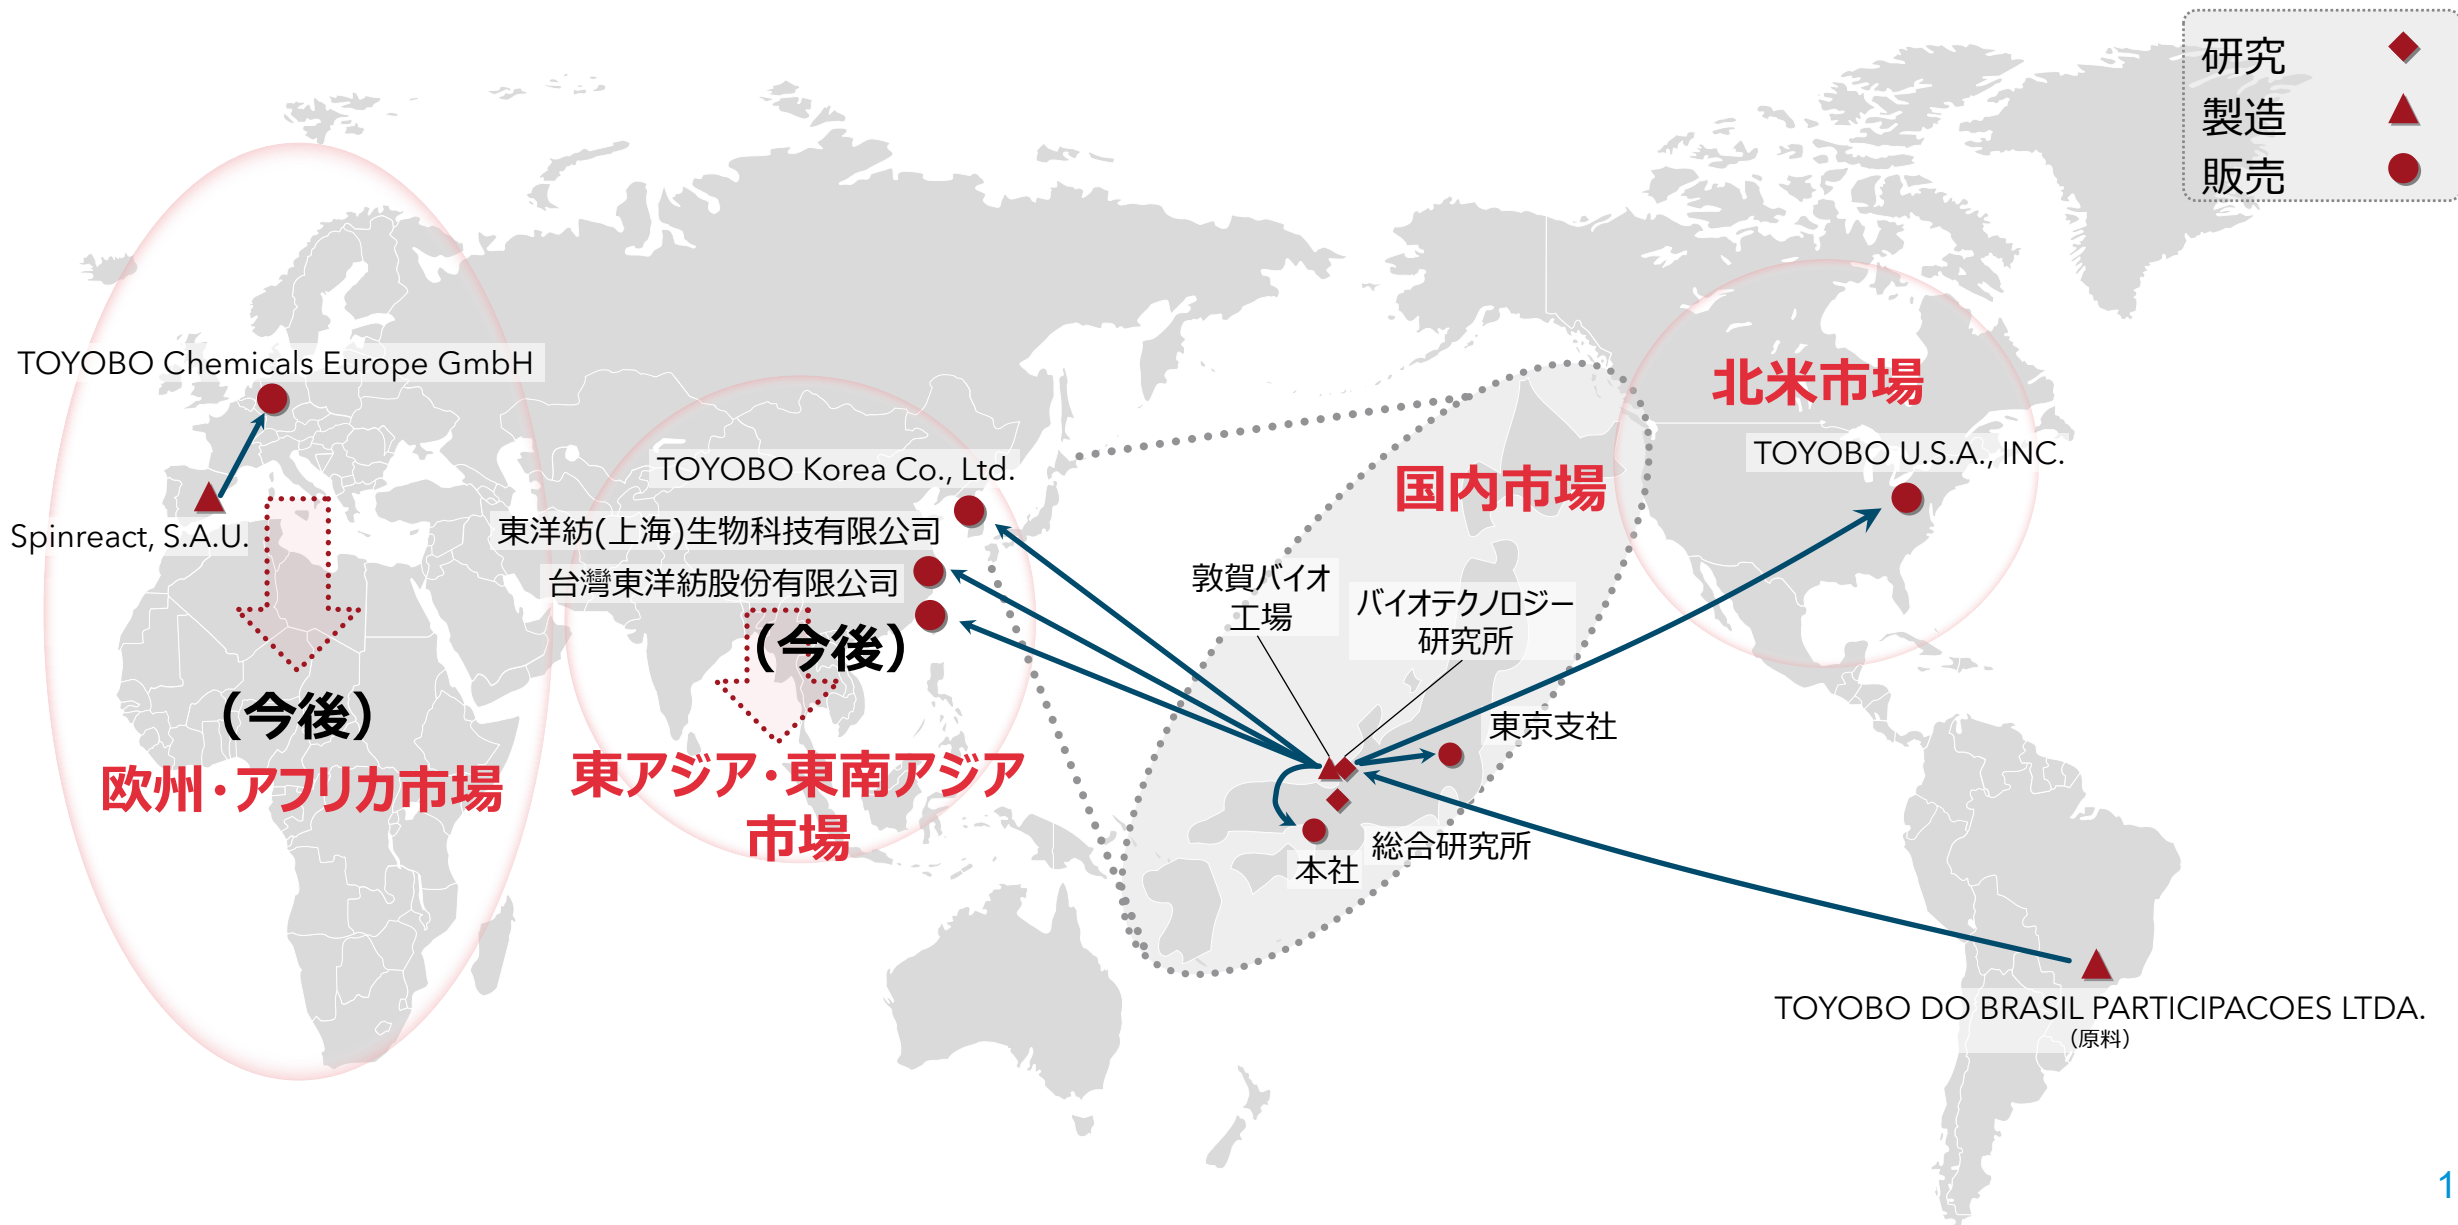 研究
製造
販売
TOYOBO Chemicals Europe GmbH
北米市場
TOYOBO U.S.A., INC.
TOYOBO Korea Co., Ltd.
国内市場
Spinreact, S.A.U.
東洋紡(上海)生物科技有限公司
台灣東洋紡股份有限公司
敦賀バイオ
工場
バイオテクノロジー
研究所
（今後）
（今後）
東京支社
欧州・アフリカ市場
東アジア・東南アジア
市場
総合研究所
本社
TOYOBO DO BRASIL PARTICIPACOES LTDA.
（原料）
1